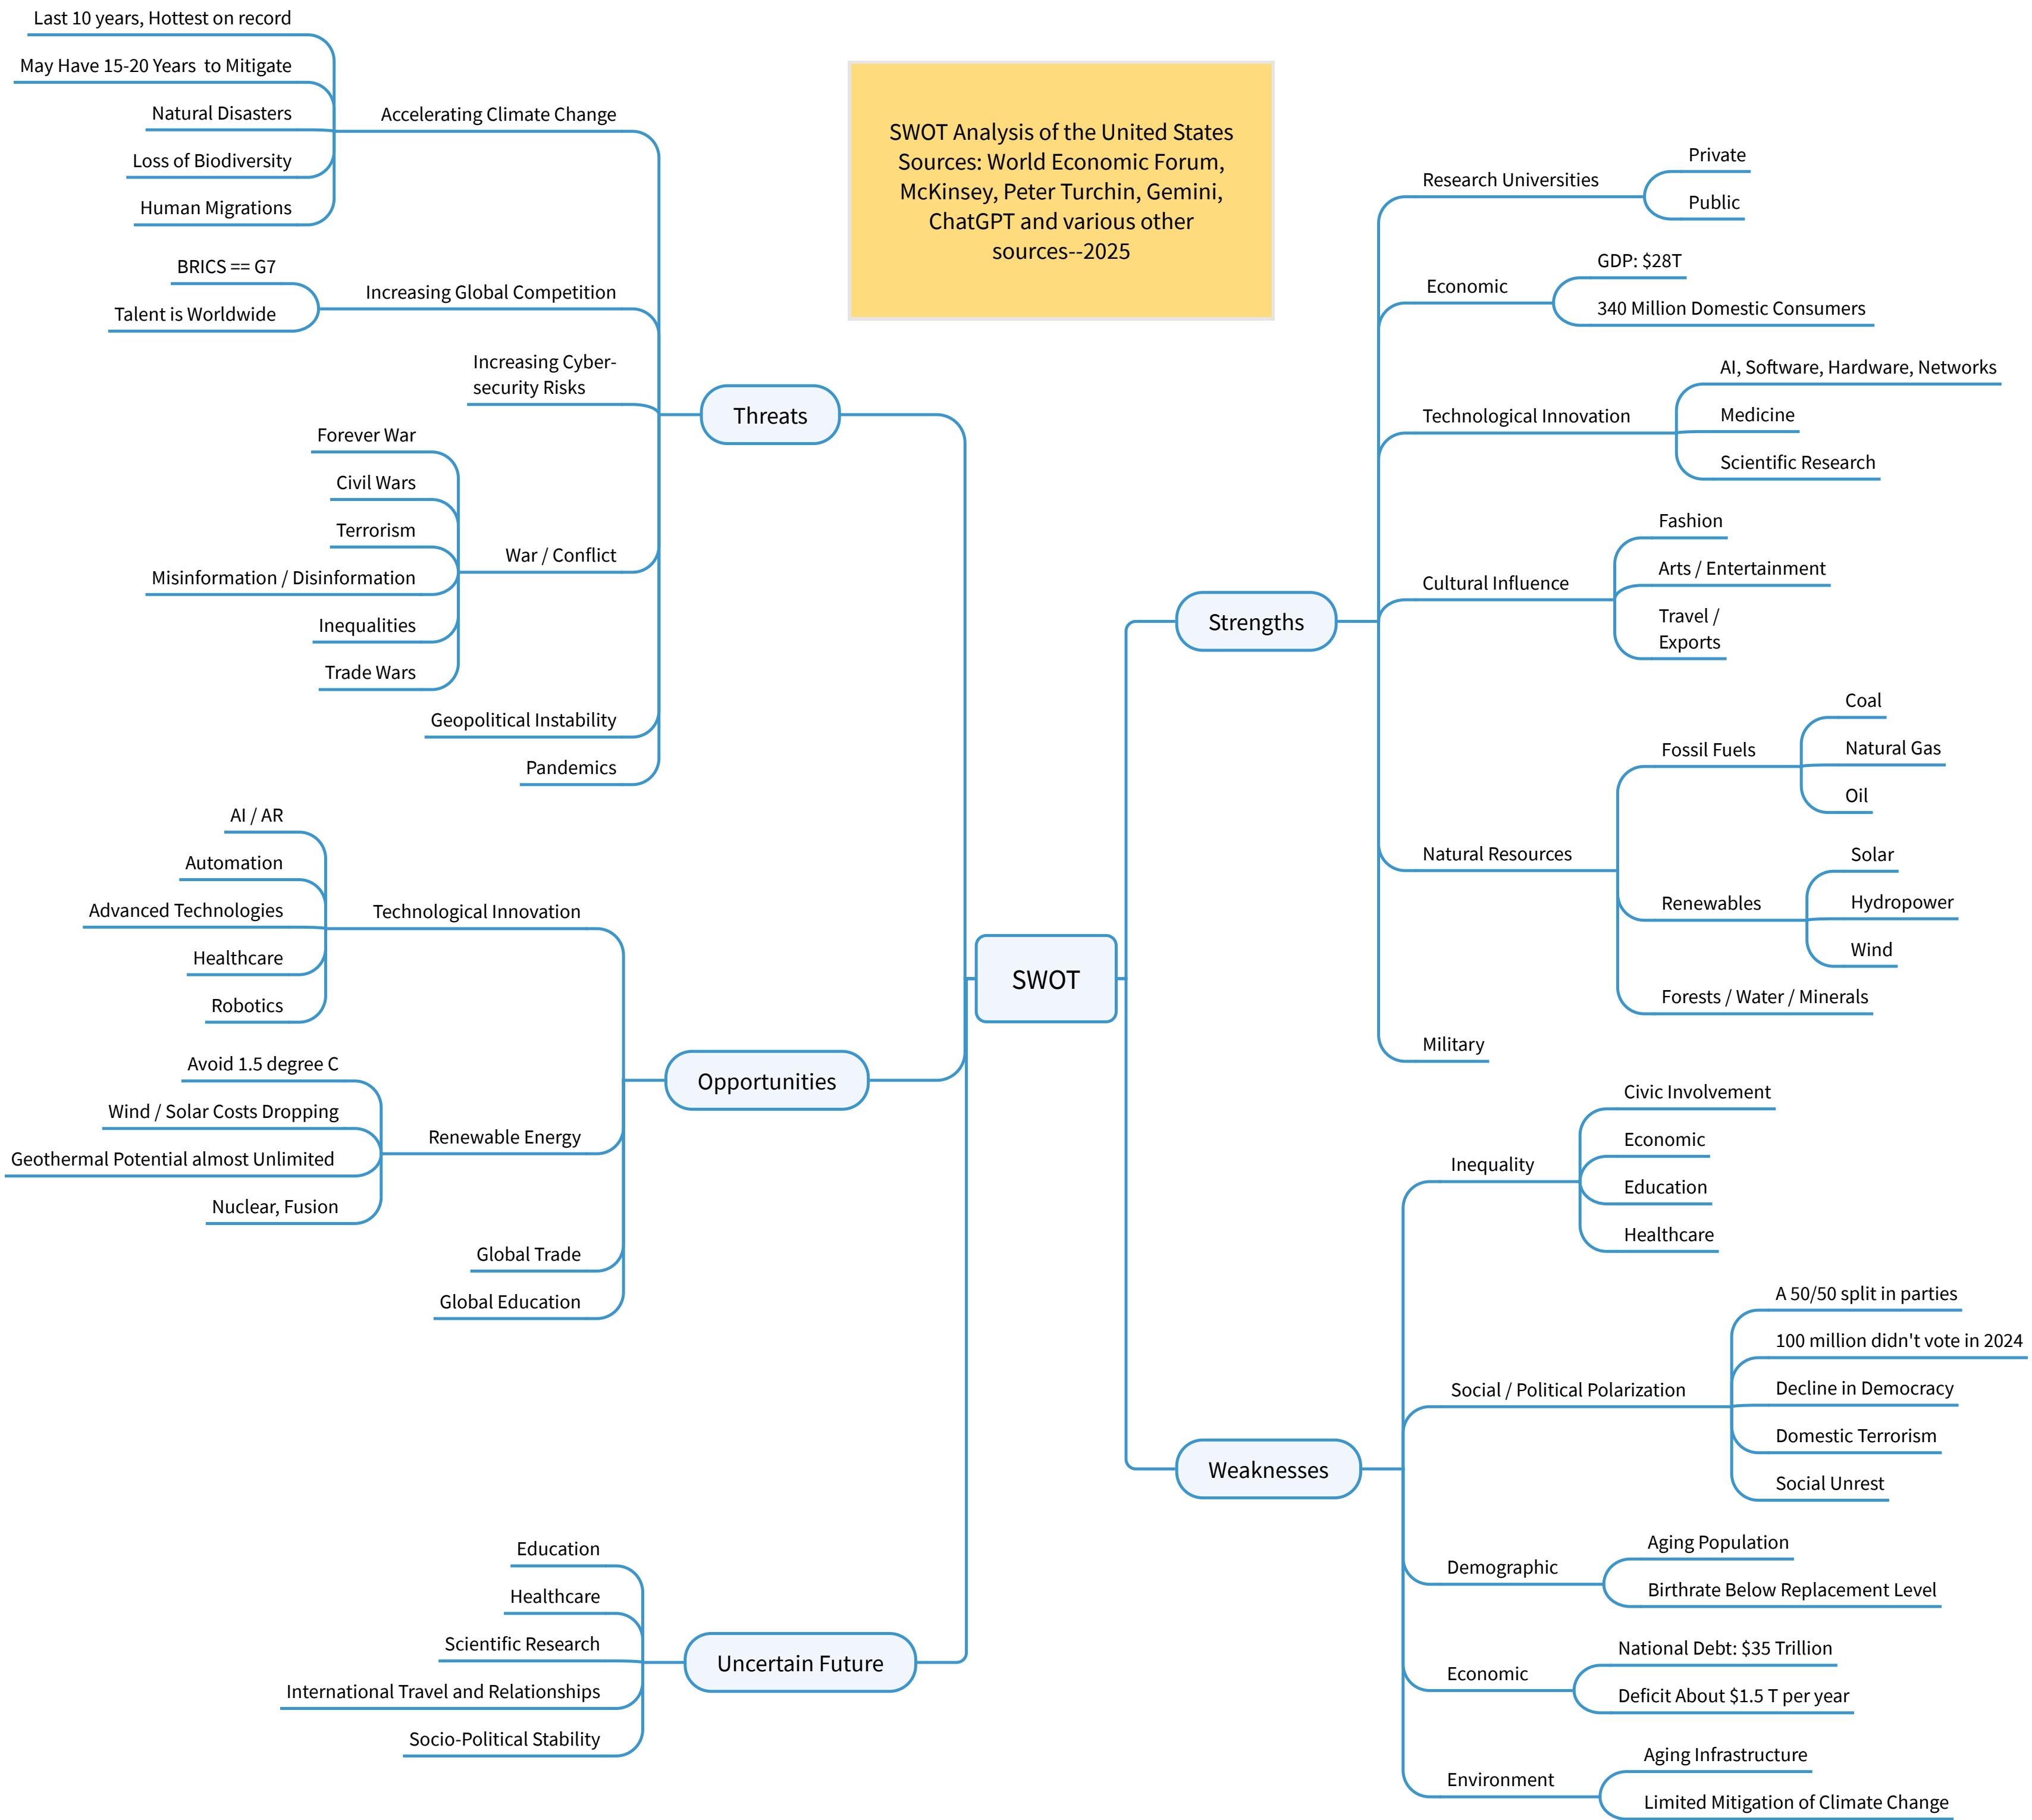 SWOT Analysis of the United States
Sources: World Economic Forum,
McKinsey, Peter Turchin, Gemini,
ChatGPT and various other
sources--2025
SWOT
Threats
Accelerating Climate Change
Last 10 years, Hottest on record
May Have 15-20 Years  to Mitigate
Natural Disasters
Loss of Biodiversity
Human Migrations
Increasing Global Competition
BRICS == G7
Talent is Worldwide
Increasing Cyber-
security Risks
War / Conflict
Forever War
Civil Wars
Terrorism
Misinformation / Disinformation
Inequalities
Trade Wars
Geopolitical Instability
Pandemics
Opportunities
Technological Innovation
AI / AR
Automation
Advanced Technologies
Healthcare
Robotics
Renewable Energy
Avoid 1.5 degree C
Wind / Solar Costs Dropping
Geothermal Potential almost Unlimited
Nuclear, Fusion
Global Trade
Global Education
Uncertain Future
Education
Healthcare
Scientific Research
International Travel and Relationships
Socio-Political Stability
Strengths
Research Universities
Private
Public
Economic
GDP: $28T
340 Million Domestic Consumers
Technological Innovation
AI, Software, Hardware, Networks
Medicine
Scientific Research
Cultural Influence
Fashion
Arts / Entertainment
Travel /
Exports
Natural Resources
Fossil Fuels
Coal
Natural Gas
Oil
Renewables
Solar
Hydropower
Wind
Forests / Water / Minerals
Military
Weaknesses
Inequality
Civic Involvement
Economic
Education
Healthcare
Social / Political Polarization
A 50/50 split in parties
100 million didn't vote in 2024
Decline in Democracy
Domestic Terrorism
Social Unrest
Demographic
Aging Population
Birthrate Below Replacement Level
Economic
National Debt: $35 Trillion
Deficit About $1.5 T per year
Environment
Aging Infrastructure
Limited Mitigation of Climate Change